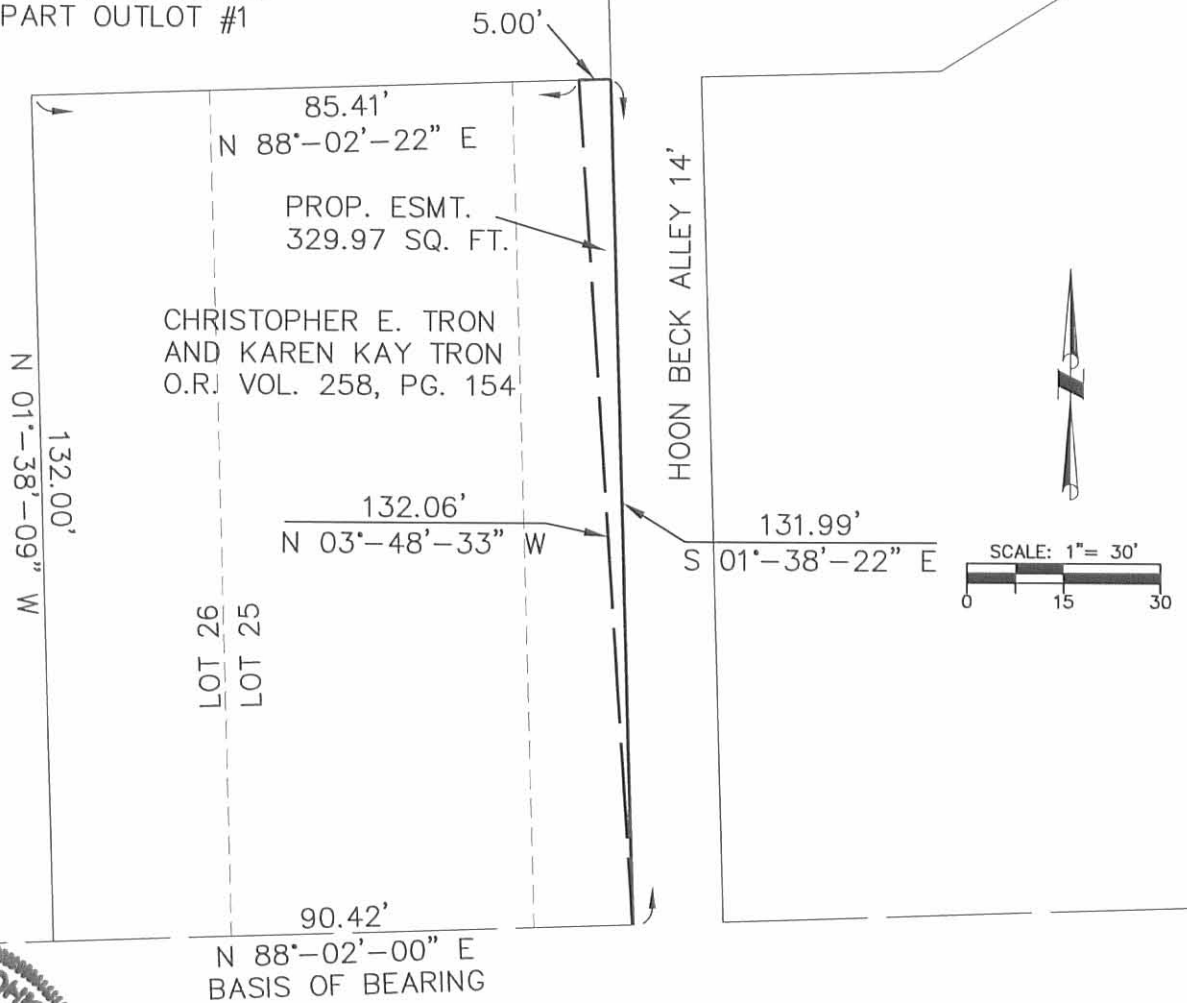 PART OUTLOT #1
5.00'
85.41'
N 88°-02'-22" E
PROP. ESMT.
329.97 SQ. FT.
HOON BECK ALLEY 14'
CHRISTOPHER E. TRON
AND KAREN KAY TRON
O.R. VOL. 258, PG. 154
N 01°-38'-09" W
132.00'
132.06'
N 03°-48'-33" W
131.99'
S 01°-38'-22" E
SCALE: 1"= 30'
0 15 30
LOT 26
LOT 25
90.42'
N 88°-02'-00" E
BASIS OF BEARING